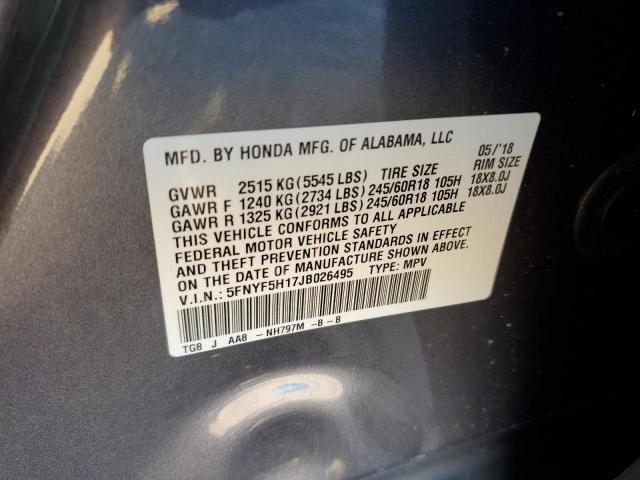 MFD. BY HONDA MFG. OF ALABAMA, LLC 05/'18
GVWR 2515 KG (5545 LBS) TIRE SIZE RIM SIZE
GAWR F 1240 KG (2734 LBS) 245/60R18 105H 18X8.0J
GAWR R 1325 KG (2921 LBS) 245/60R18 105H 18X8.0J
THIS VEHICLE CONFORMS TO ALL APPLICABLE
FEDERAL MOTOR VEHICLE SAFETY
AND THEFT PREVENTION STANDARDS IN EFFECT
ON THE DATE OF MANUFACTURE SHOWN ABOVE.
V.I.N.: 5FNYF5H17JB026495 TYPE: MPV
TG8 J AA8 - NH797M -B - B